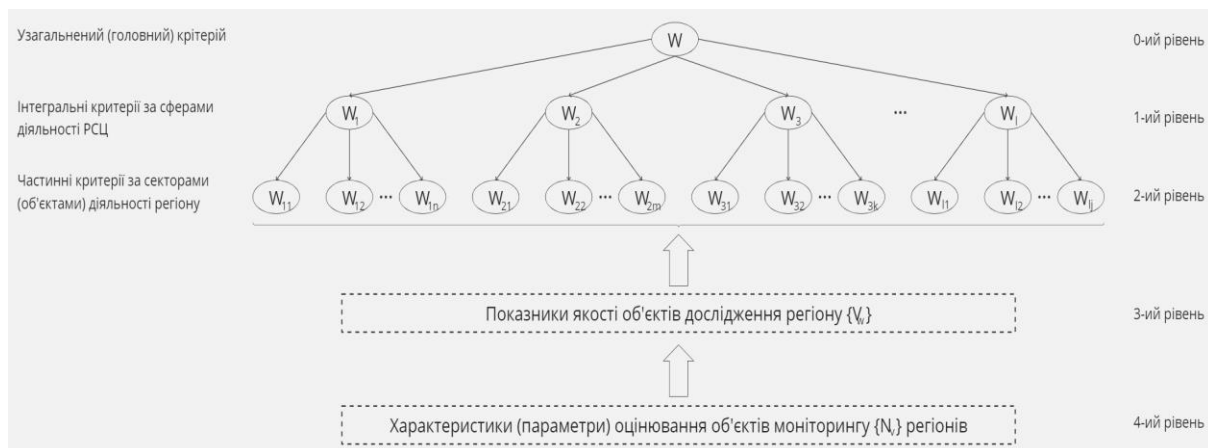 Узагальнений (головний) крітерій
W
0-ий рівень
Інтегральні критерії за сферами
діяльності РСЦ
W1 W2 W3 ... Wl
1-ий рівень
Частинні критерії за секторами
(об'єктами) діяльності регіону
W11 W12 ... W1n W21 W22 ... W2m W31 W32 ... W3k Wl1 Wl2 ... Wlj
2-ий рівень
Показники якості об'єктів дослідження регіону {Vw}
3-ий рівень
Характеристики (параметри) оцінювання об'єктів моніторингу {Nv} регіонів
4-ий рівень